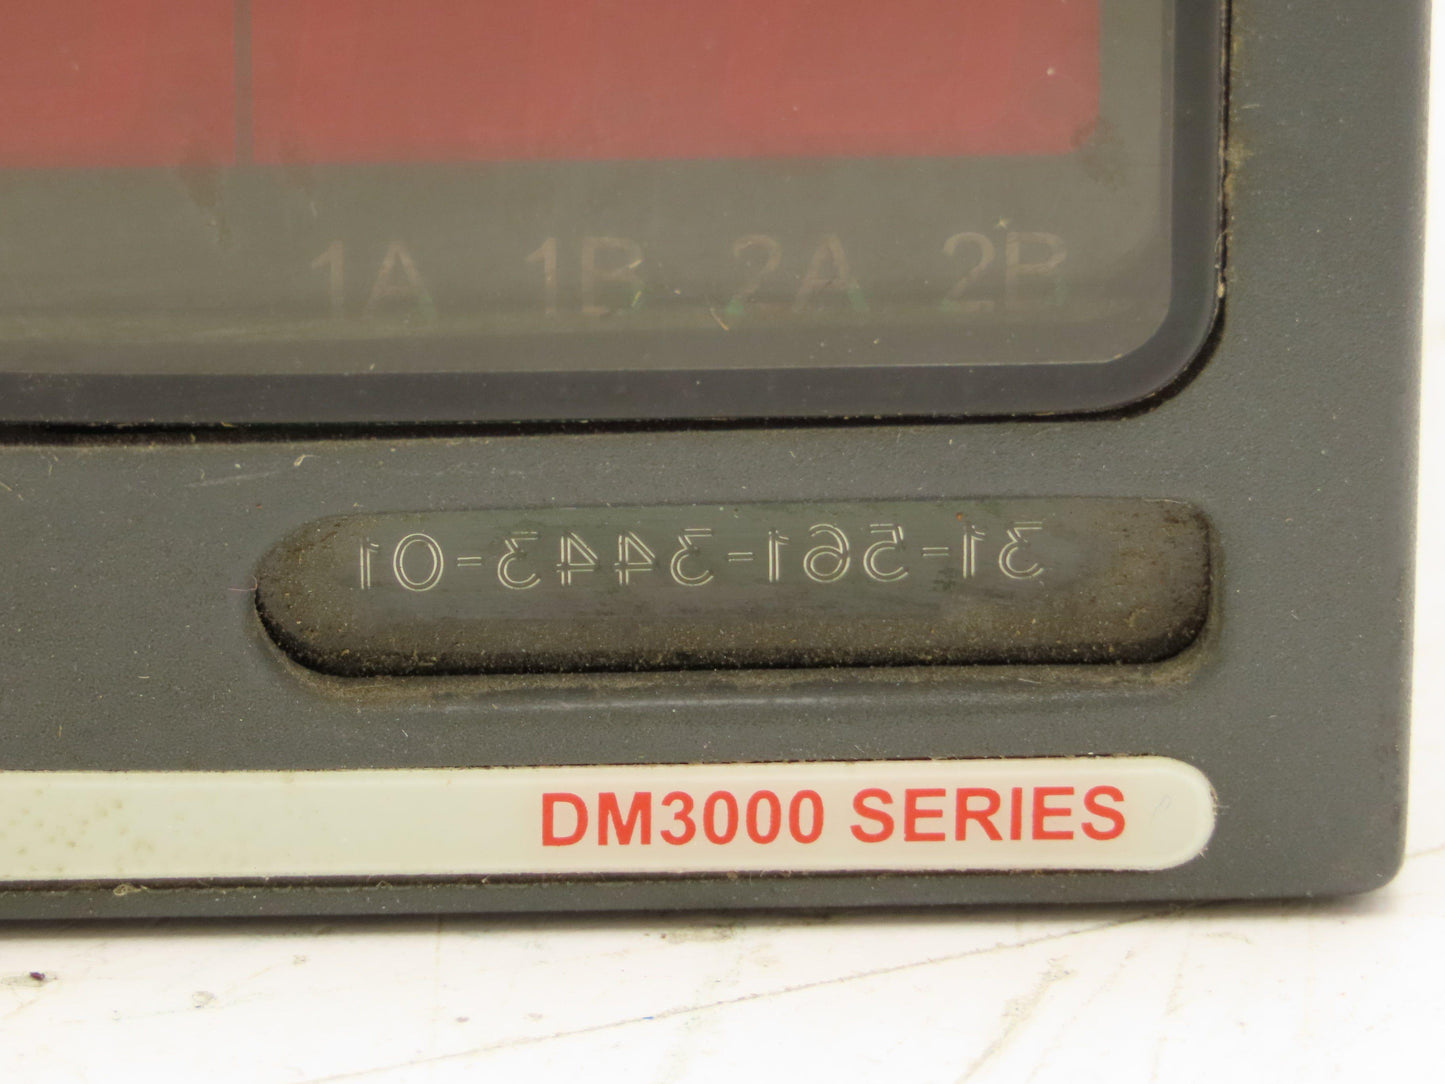 1A 1B 2A 2B
31-561-3443-01
DM3000 SERIES